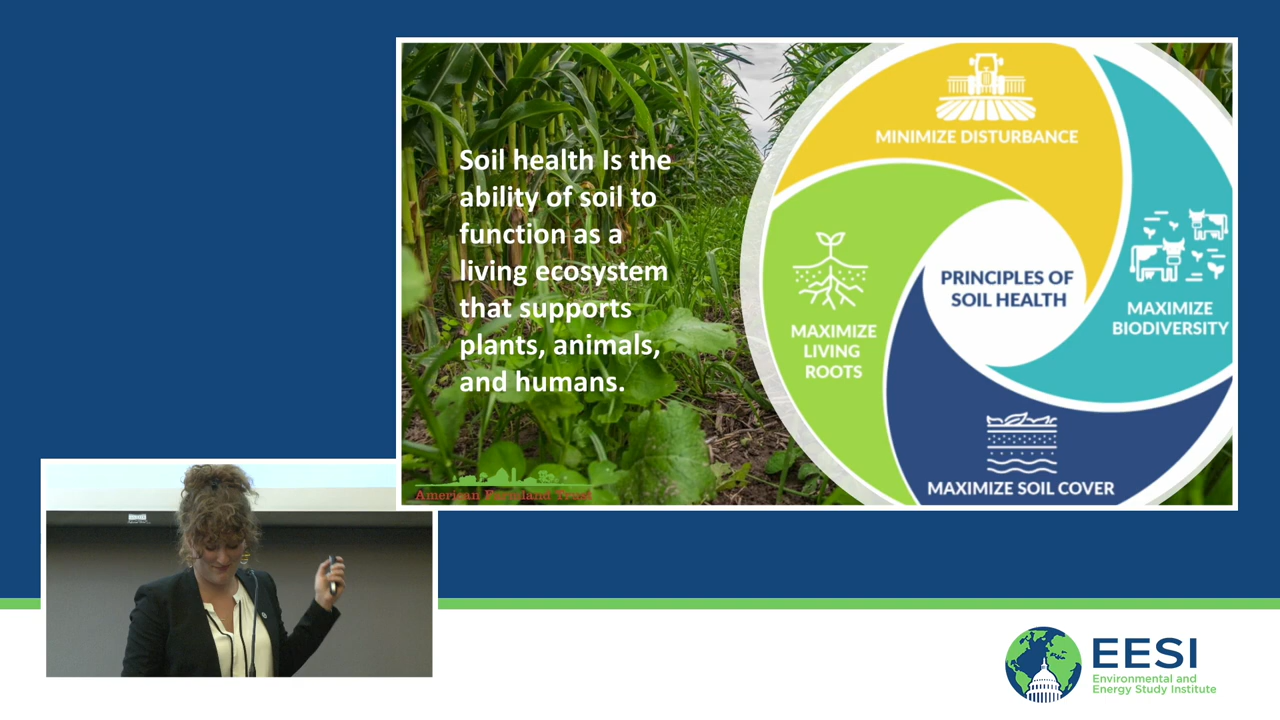 Soil health Is the
ability of soil to
function as a
living ecosystem
that supports
plants, animals,
and humans.
American Farmland Trust
MINIMIZE DISTURBANCE
MAXIMIZE
BIODIVERSITY
MAXIMIZE SOIL COVER
MAXIMIZE
LIVING
ROOTS
PRINCIPLES OF
SOIL HEALTH
EESI
Environmental and
Energy Study Institute